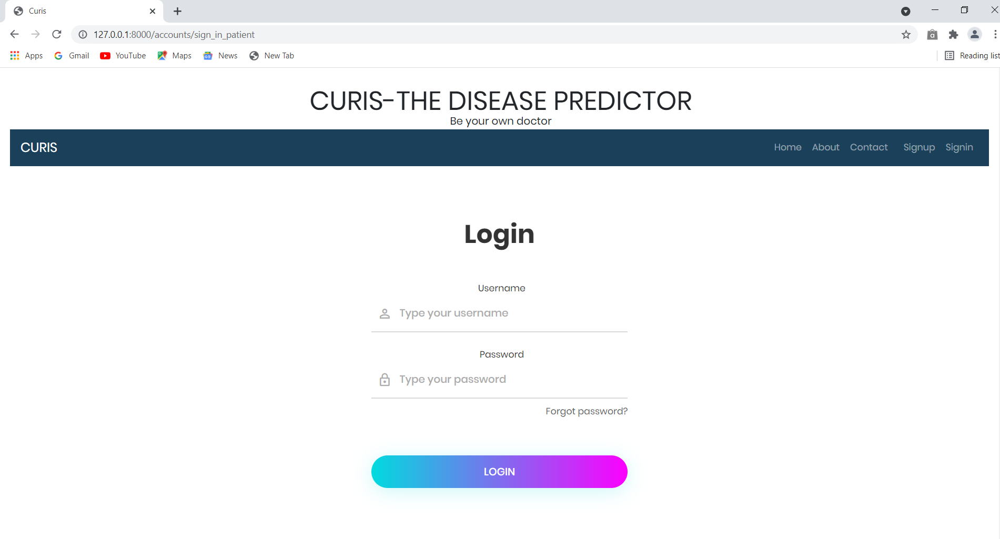 Curis
127.0.0.1:8000/accounts/sign_in_patient
Apps Gmail YouTube Maps News New Tab Reading list
CURIS-THE DISEASE PREDICTOR
Be your own doctor
CURIS Home About Contact Signup Signin
Login
Username
Type your username
Password
Type your password
Forgot password?
LOGIN